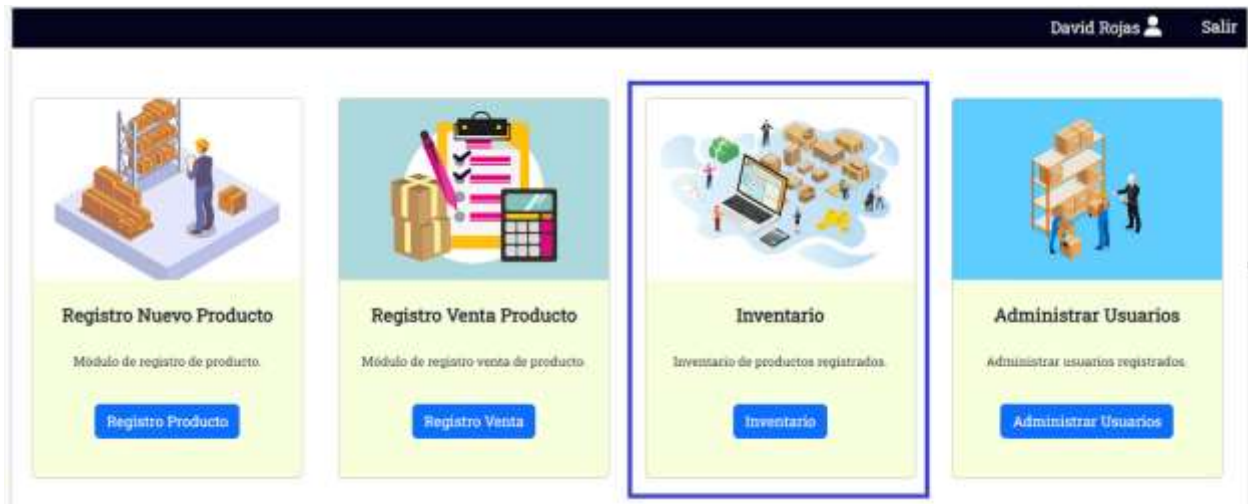 David Rojas
Salir
Registro Nuevo Producto
Módulo de registro de producto.
Registro Producto
Registro Venta Producto
Módulo de registro venta de producto
Registro Venta
Inventario
Inventario de productos registrados.
Inventario
Administrar Usuarios
Administrar usuarios registrados.
Administrar Usuarios